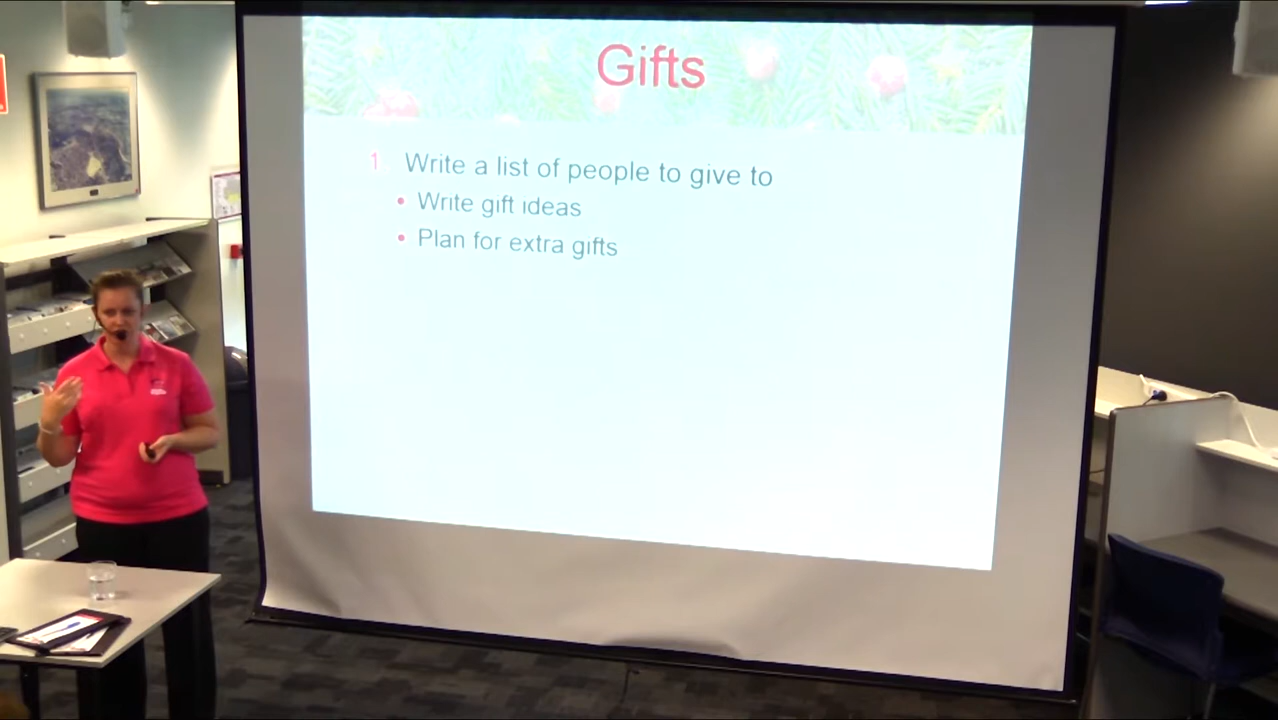 Gifts
1 Write a list of people to give to
• Write gift ideas
• Plan for extra gifts